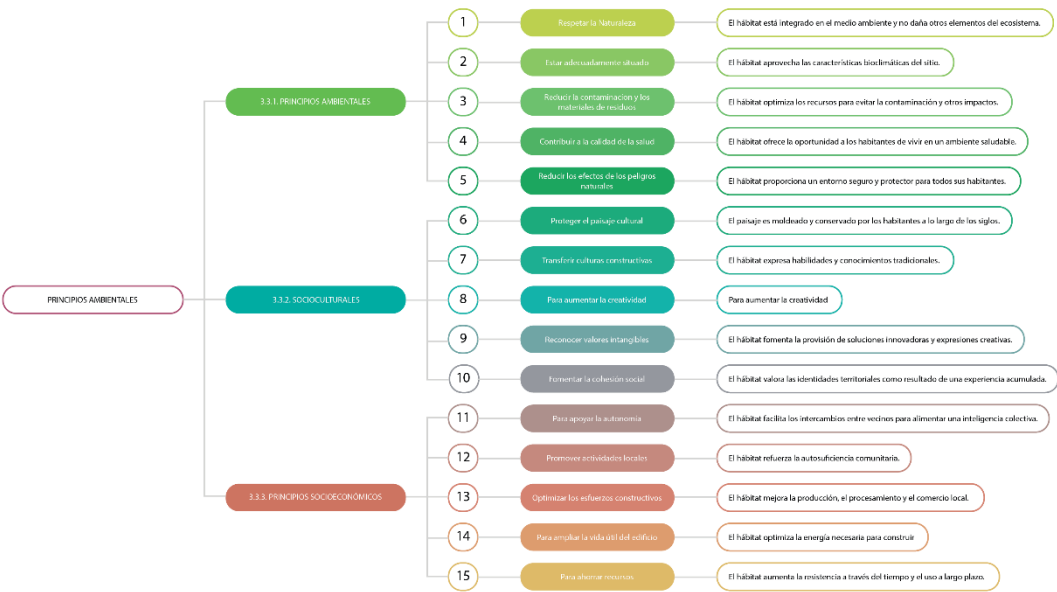 PRINCIPIOS AMBIENTALES
3.3.1. PRINCIPIOS AMBIENTALES
1
Respetar la Naturaleza
El hábitat está integrado en el medio ambiente y no daña otros elementos del ecosistema.
2
Estar adecuadamente situado
El hábitat aprovecha las características bioclimáticas del sitio.
3
Reducir la contaminacion y los
materiales de residuos
El hábitat optimiza los recursos para evitar la contaminación y otros impactos.
4
Contribuir a la calidad de la salud
El hábitat ofrece la oportunidad a los habitantes de vivir en un ambiente saludable.
5
Reducir los efectos de los peligros
naturales
El hábitat proporciona un entorno seguro y protector para todos sus habitantes.
3.3.2. SOCIOCULTURALES
6
Proteger el paisaje cultural
El paisaje es moldeado y conservado por los habitantes a lo largo de los siglos.
7
Transferir culturas constructivas
El hábitat expresa habilidades y conocimientos tradicionales.
8
Para aumentar la creatividad
Para aumentar la creatividad
9
Reconocer valores intangibles
El hábitat fomenta la provisión de soluciones innovadoras y expresiones creativas.
10
Fomentar la cohesión social
El hábitat valora las identidades territoriales como resultado de una experiencia acumulada.
3.3.3. PRINCIPIOS SOCIOECONÓMICOS
11
Para apoyar la autonomía
El hábitat facilita los intercambios entre vecinos para alimentar una inteligencia colectiva.
12
Promover actividades locales
El hábitat refuerza la autosuficiencia comunitaria.
13
Optimizar los esfuerzos constructivos
El hábitat mejora la producción, el procesamiento y el comercio local.
14
Para ampliar la vida útil del edificio
El hábitat optimiza la energía necesaria para construir
15
Para ahorrar recursos
El hábitat aumenta la resistencia a través del tiempo y el uso a largo plazo.